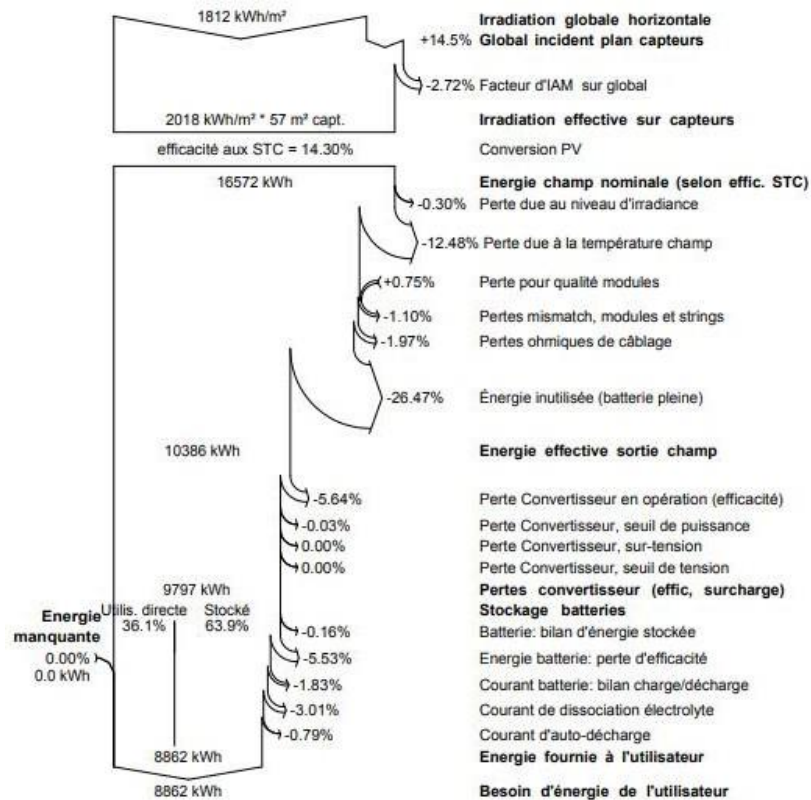 1812 kWh/m² Irradiation globale horizontale
+14.5% Global incident plan capteurs
-2.72% Facteur d'IAM sur global
2018 kWh/m² * 57 m² capt. Irradiation effective sur capteurs
efficacité aux STC = 14.30% Conversion PV
16572 kWh Energie champ nominale (selon effic. STC)
-0.30% Perte due au niveau d'irradiance
-12.48% Perte due à la température champ
+0.75% Perte pour qualité modules
-1.10% Pertes mismatch, modules et strings
-1.97% Pertes ohmiques de câblage
-26.47% Énergie inutilisée (batterie pleine)
10386 kWh Energie effective sortie champ
-5.64% Perte Convertisseur en opération (efficacité)
-0.03% Perte Convertisseur, seuil de puissance
0.00% Perte Convertisseur, sur-tension
0.00% Perte Convertisseur, seuil de tension
9797 kWh Pertes convertisseur (effic, surcharge)
Utilis. directe Stocké Stockage batteries
Energie manquante 36.1% 63.9% -0.16% Batterie: bilan d'énergie stockée
0.00% -5.53% Energie batterie: perte d'efficacité
0.0 kWh
-1.83% Courant batterie: bilan charge/décharge
-3.01% Courant de dissociation électrolyte
-0.79% Courant d'auto-décharge
8862 kWh Energie fournie à l'utilisateur
8862 kWh Besoin d'énergie de l'utilisateur